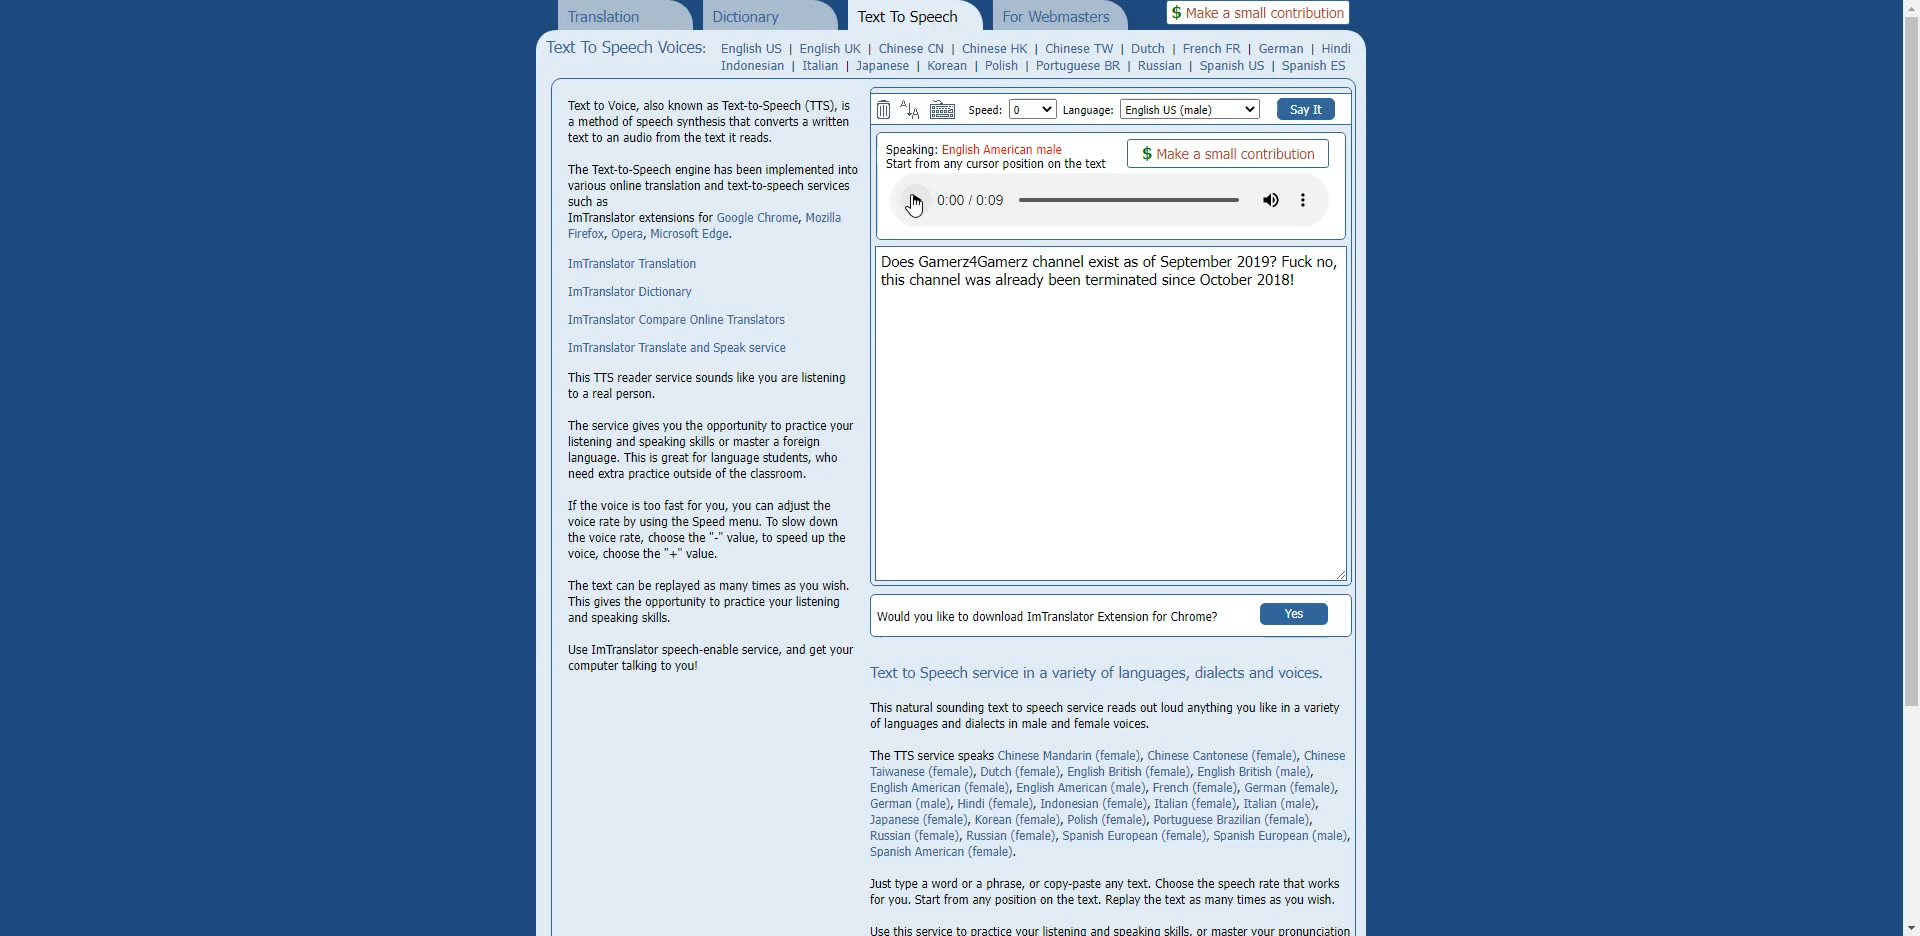 Translation
Dictionary
Text To Speech
For Webmasters
$ Make a small contribution
Text To Speech Voices:
English US | English UK | Chinese CN | Chinese HK | Chinese TW | Dutch | French FR | German | Hindi
Indonesian | Italian | Japanese | Korean | Polish | Portuguese BR | Russian | Spanish US | Spanish ES
Text to Voice, also known as Text-to-Speech (TTS), is
a method of speech synthesis that converts a written
text to an audio from the text it reads.
The Text-to-Speech engine has been implemented into
various online translation and text-to-speech services
such as
ImTranslator extensions for Google Chrome, Mozilla
Firefox, Opera, Microsoft Edge.
ImTranslator Translation
ImTranslator Dictionary
ImTranslator Compare Online Translators
ImTranslator Translate and Speak service
This TTS reader service sounds like you are listening
to a real person.
The service gives you the opportunity to practice your
listening and speaking skills or master a foreign
language. This is great for language students, who
need extra practice outside of the classroom.
If the voice is too fast for you, you can adjust the
voice rate by using the Speed menu. To slow down
the voice rate, choose the "-" value, to speed up the
voice, choose the "+" value.
The text can be replayed as many times as you wish.
This gives the opportunity to practice your listening
and speaking skills.
Use ImTranslator speech-enable service, and get your
computer talking to you!
Speed: 0 Language: English US (male) Say It
Speaking: English American male
Start from any cursor position on the text
$ Make a small contribution
0:00 / 0:09
Does Gamerz4Gamerz channel exist as of September 2019? Fuck no,
this channel was already been terminated since October 2018!
Would you like to download ImTranslator Extension for Chrome? Yes
Text to Speech service in a variety of languages, dialects and voices.
This natural sounding text to speech service reads out loud anything you like in a variety
of languages and dialects in male and female voices.
The TTS service speaks Chinese Mandarin (female), Chinese Cantonese (female), Chinese
Taiwanese (female), Dutch (female), English British (female), English British (male),
English American (female), English American (male), French (female), German (female),
German (male), Hindi (female), Indonesian (female), Italian (female), Italian (male),
Japanese (female), Korean (female), Polish (female), Portuguese Brazilian (female),
Russian (female), Russian (female), Spanish European (female), Spanish European (male),
Spanish American (female).
Just type a word or a phrase, or copy-paste any text. Choose the speech rate that works
for you. Start from any position on the text. Replay the text as many times as you wish.
Use this service to practice your listening and speaking skills, or master your pronunciation